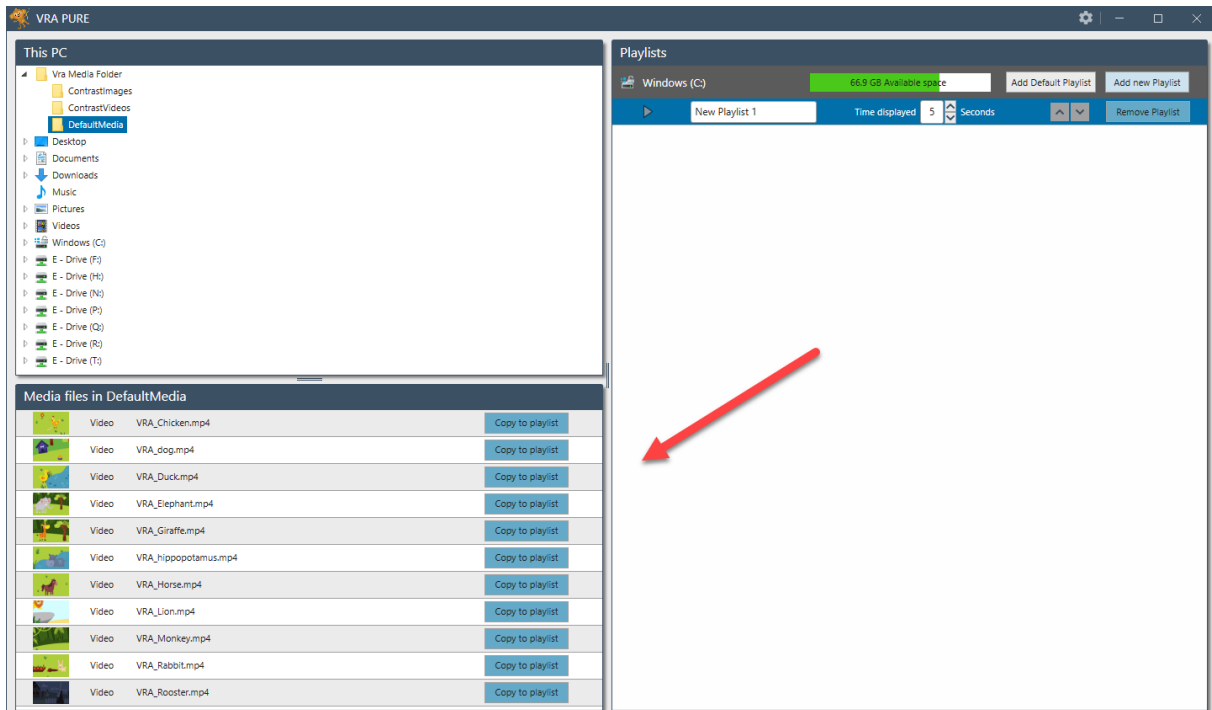 VRA PURE
This PC
Vra Media Folder
ContrastImages
ContrastVideos
DefaultMedia
Desktop
Documents
Downloads
Music
Pictures
Videos
Windows (C:)
E - Drive (F:)
E - Drive (H:)
E - Drive (N:)
E - Drive (P:)
E - Drive (Q:)
E - Drive (R:)
E - Drive (T:)
Media files in DefaultMedia
Video VRA_Chicken.mp4 Copy to playlist
Video VRA_dog.mp4 Copy to playlist
Video VRA_Duck.mp4 Copy to playlist
Video VRA_Elephant.mp4 Copy to playlist
Video VRA_Giraffe.mp4 Copy to playlist
Video VRA_hippopotamus.mp4 Copy to playlist
Video VRA_Horse.mp4 Copy to playlist
Video VRA_Lion.mp4 Copy to playlist
Video VRA_Monkey.mp4 Copy to playlist
Video VRA_Rabbit.mp4 Copy to playlist
Video VRA_Rooster.mp4 Copy to playlist
Playlists
Windows (C:) 66.9 GB Available space Add Default Playlist Add new Playlist
New Playlist 1 Time displayed 5 Seconds Remove Playlist